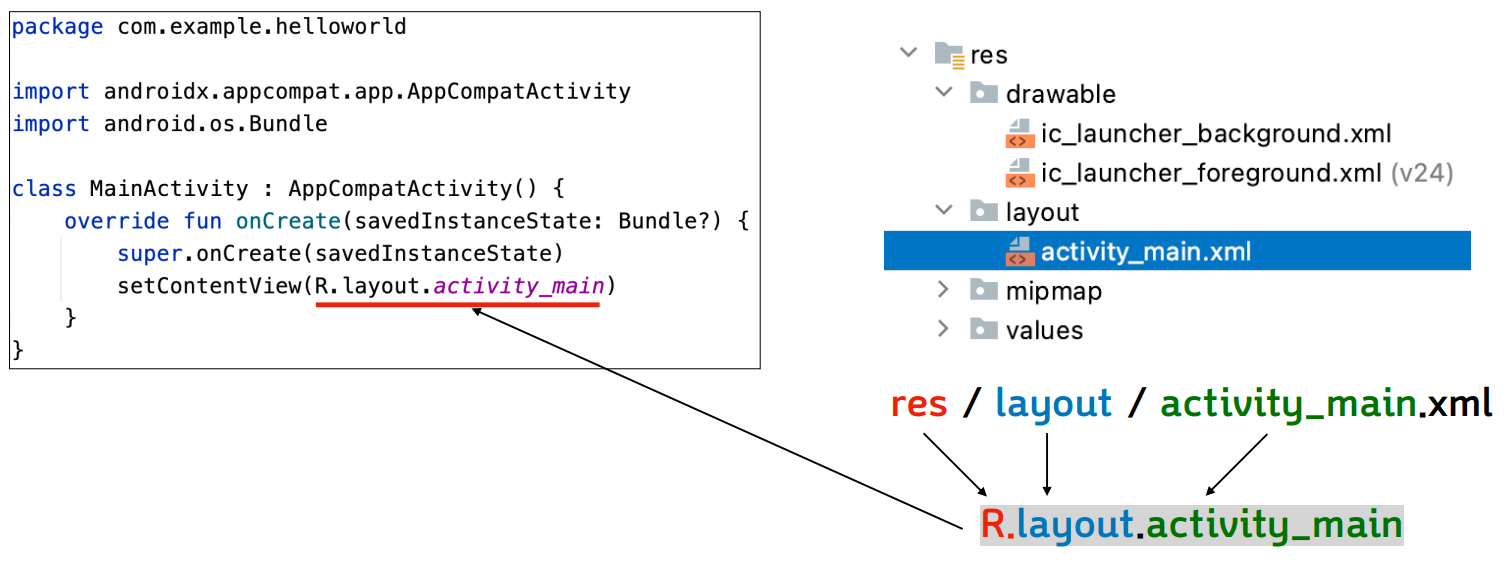 package com.example.helloworld
import androidx.appcompat.app.AppCompatActivity
import android.os.Bundle
class MainActivity : AppCompatActivity() {
override fun onCreate(savedInstanceState: Bundle?) {
super.onCreate(savedInstanceState)
setContentView(R.layout.activity_main)
}
}
res
drawable
ic_launcher_background.xml
ic_launcher_foreground.xml (v24)
layout
activity_main.xml
mipmap
values
res / layout / activity_main.xml
R.layout.activity_main